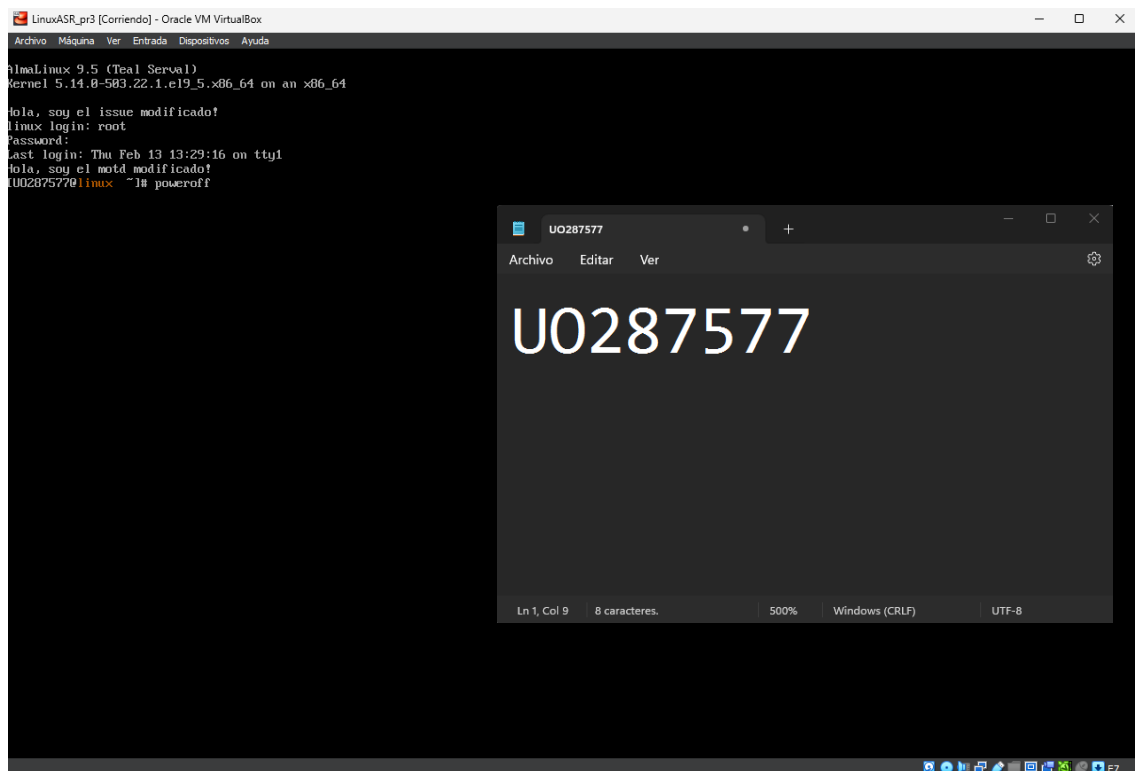 LinuxASR_pr3 [Corriendo] - Oracle VM VirtualBox
Archivo Máquina Ver Entrada Dispositivos Ayuda
AlmaLinux 9.5 (Teal Serval)
Kernel 5.14.0-503.22.1.el9_5.x86_64 on an x86_64
Hola, soy el issue modificado!
linux login: root
Password:
Last login: Thu Feb 13 13:29:16 on tty1
Hola, soy el motd modificado!
[UO287577@linux ~]# poweroff
UO287577
Archivo Editar Ver
UO287577
Ln 1, Col 9 8 caracteres. 500% Windows (CRLF) UTF-8
F7